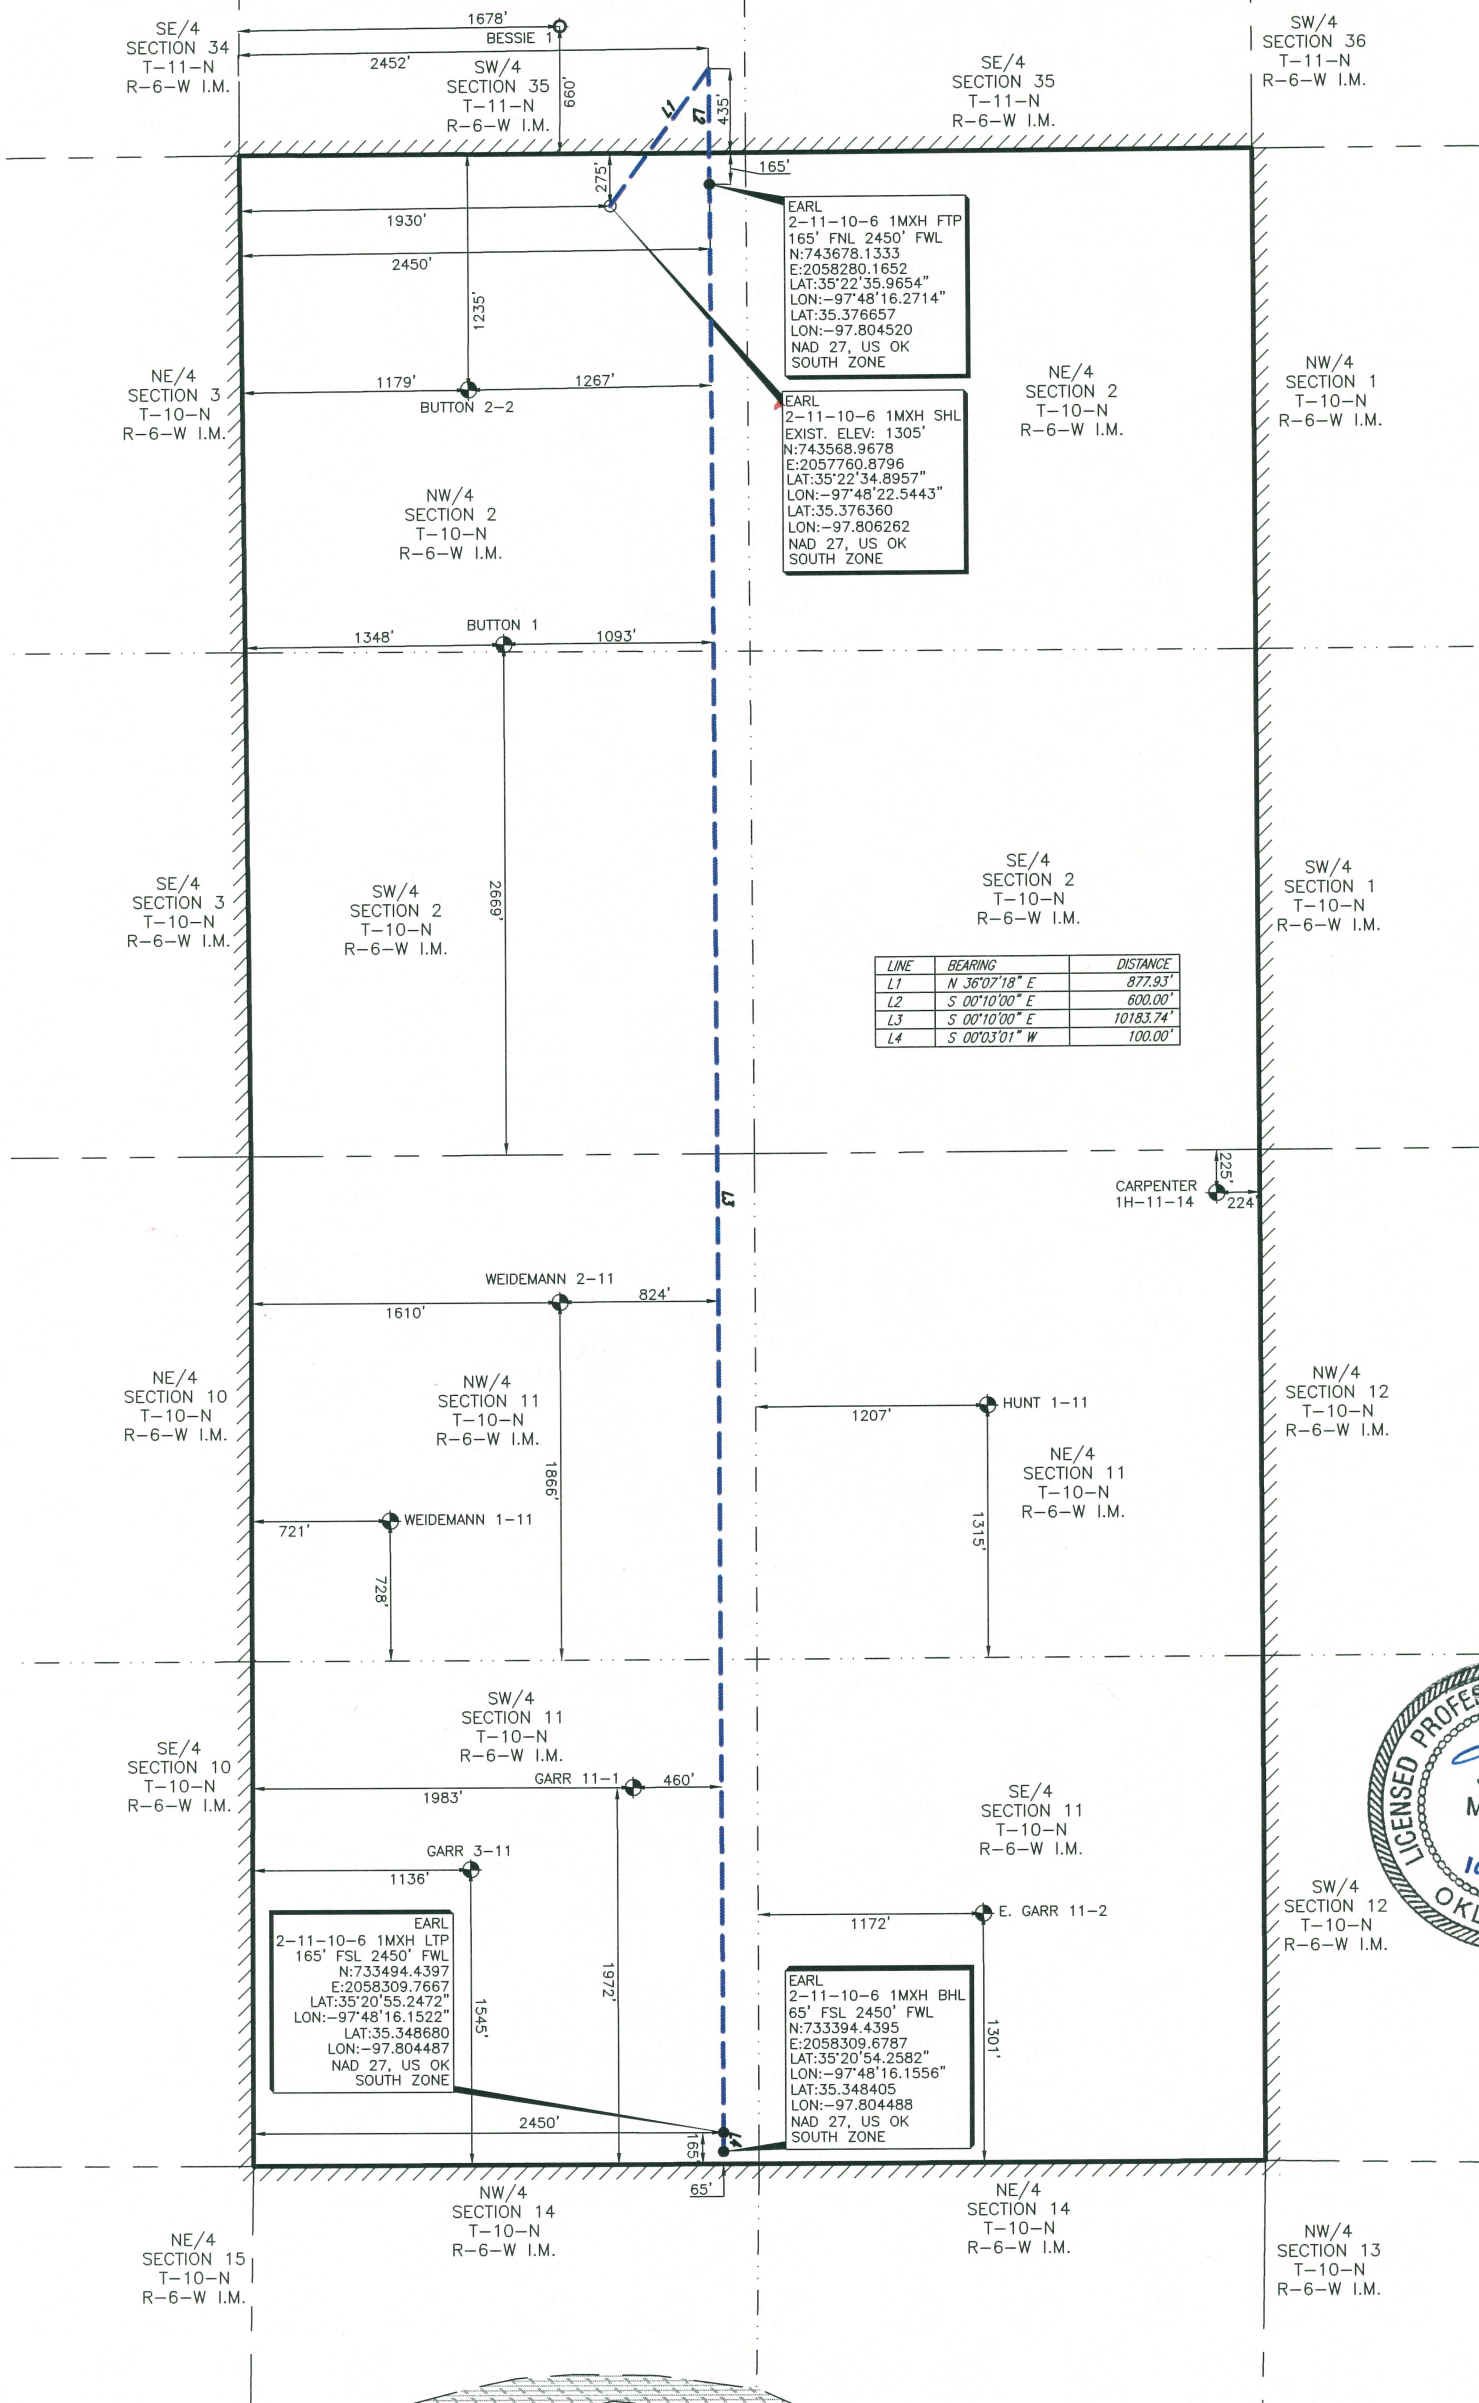 1678'
BESSIE 1
2452'
660'
SE/4
SECTION 34
T-11-N
R-6-W I.M.
SW/4
SECTION 35
T-11-N
R-6-W I.M.
L1
L2
435'
SE/4
SECTION 35
T-11-N
R-6-W I.M.
SW/4
SECTION 36
T-11-N
R-6-W I.M.
275'
165'
1930'
2450'
1235'
EARL
2-11-10-6 1MXH FTP
165' FNL 2450' FWL
N:743678.1333
E:2058280.1652
LAT:35°22'35.9654"
LON:-97°48'16.2714"
LAT:35.376657
LON:-97.804520
NAD 27, US OK
SOUTH ZONE
NE/4
SECTION 3
T-10-N
R-6-W I.M.
1179'
1267'
BUTTON 2-2
EARL
2-11-10-6 1MXH SHL
EXIST. ELEV: 1305'
N:743568.9678
E:2057760.8796
LAT:35°22'34.8957"
LON:-97°48'22.5443"
LAT:35.376360
LON:-97.806262
NAD 27, US OK
SOUTH ZONE
NE/4
SECTION 2
T-10-N
R-6-W I.M.
NW/4
SECTION 1
T-10-N
R-6-W I.M.
NW/4
SECTION 2
T-10-N
R-6-W I.M.
BUTTON 1
1348'
1093'
2669'
SE/4
SECTION 3
T-10-N
R-6-W I.M.
SW/4
SECTION 2
T-10-N
R-6-W I.M.
SE/4
SECTION 2
T-10-N
R-6-W I.M.
SW/4
SECTION 1
T-10-N
R-6-W I.M.
LINE BEARING DISTANCE
L1 N 36°07'18" E 877.93'
L2 S 00°10'00" E 600.00'
L3 S 00°10'00" E 10183.74'
L4 S 00°03'01" W 100.00'
L3
225'
CARPENTER
1H-11-14
224'
WEIDEMANN 2-11
1610'
824'
NE/4
SECTION 10
T-10-N
R-6-W I.M.
NW/4
SECTION 11
T-10-N
R-6-W I.M.
1866'
1207'
HUNT 1-11
1315'
NE/4
SECTION 11
T-10-N
R-6-W I.M.
NW/4
SECTION 12
T-10-N
R-6-W I.M.
721'
WEIDEMANN 1-11
728'
SW/4
SECTION 11
T-10-N
R-6-W I.M.
SE/4
SECTION 10
T-10-N
R-6-W I.M.
GARR 11-1
460'
1983'
GARR 3-11
1136'
SE/4
SECTION 11
T-10-N
R-6-W I.M.
LICENSED
SW/4
SECTION 12
T-10-N
R-6-W I.M.
1172'
E. GARR 11-2
EARL
2-11-10-6 1MXH LTP
165' FSL 2450' FWL
N:733494.4397
E:2058309.7667
LAT:35°20'55.2472"
LON:-97°48'16.1522"
LAT:35.348680
LON:-97.804487
NAD 27, US OK
SOUTH ZONE
1545'
1972'
EARL
2-11-10-6 1MXH BHL
65' FSL 2450' FWL
N:733394.4395
E:2058309.6787
LAT:35°20'54.2582"
LON:-97°48'16.1556"
LAT:35.348405
LON:-97.804488
NAD 27, US OK
SOUTH ZONE
1301'
2450'
165'
L4
65'
NW/4
SECTION 14
T-10-N
R-6-W I.M.
NE/4
SECTION 14
T-10-N
R-6-W I.M.
NE/4
SECTION 15
T-10-N
R-6-W I.M.
NW/4
SECTION 13
T-10-N
R-6-W I.M.